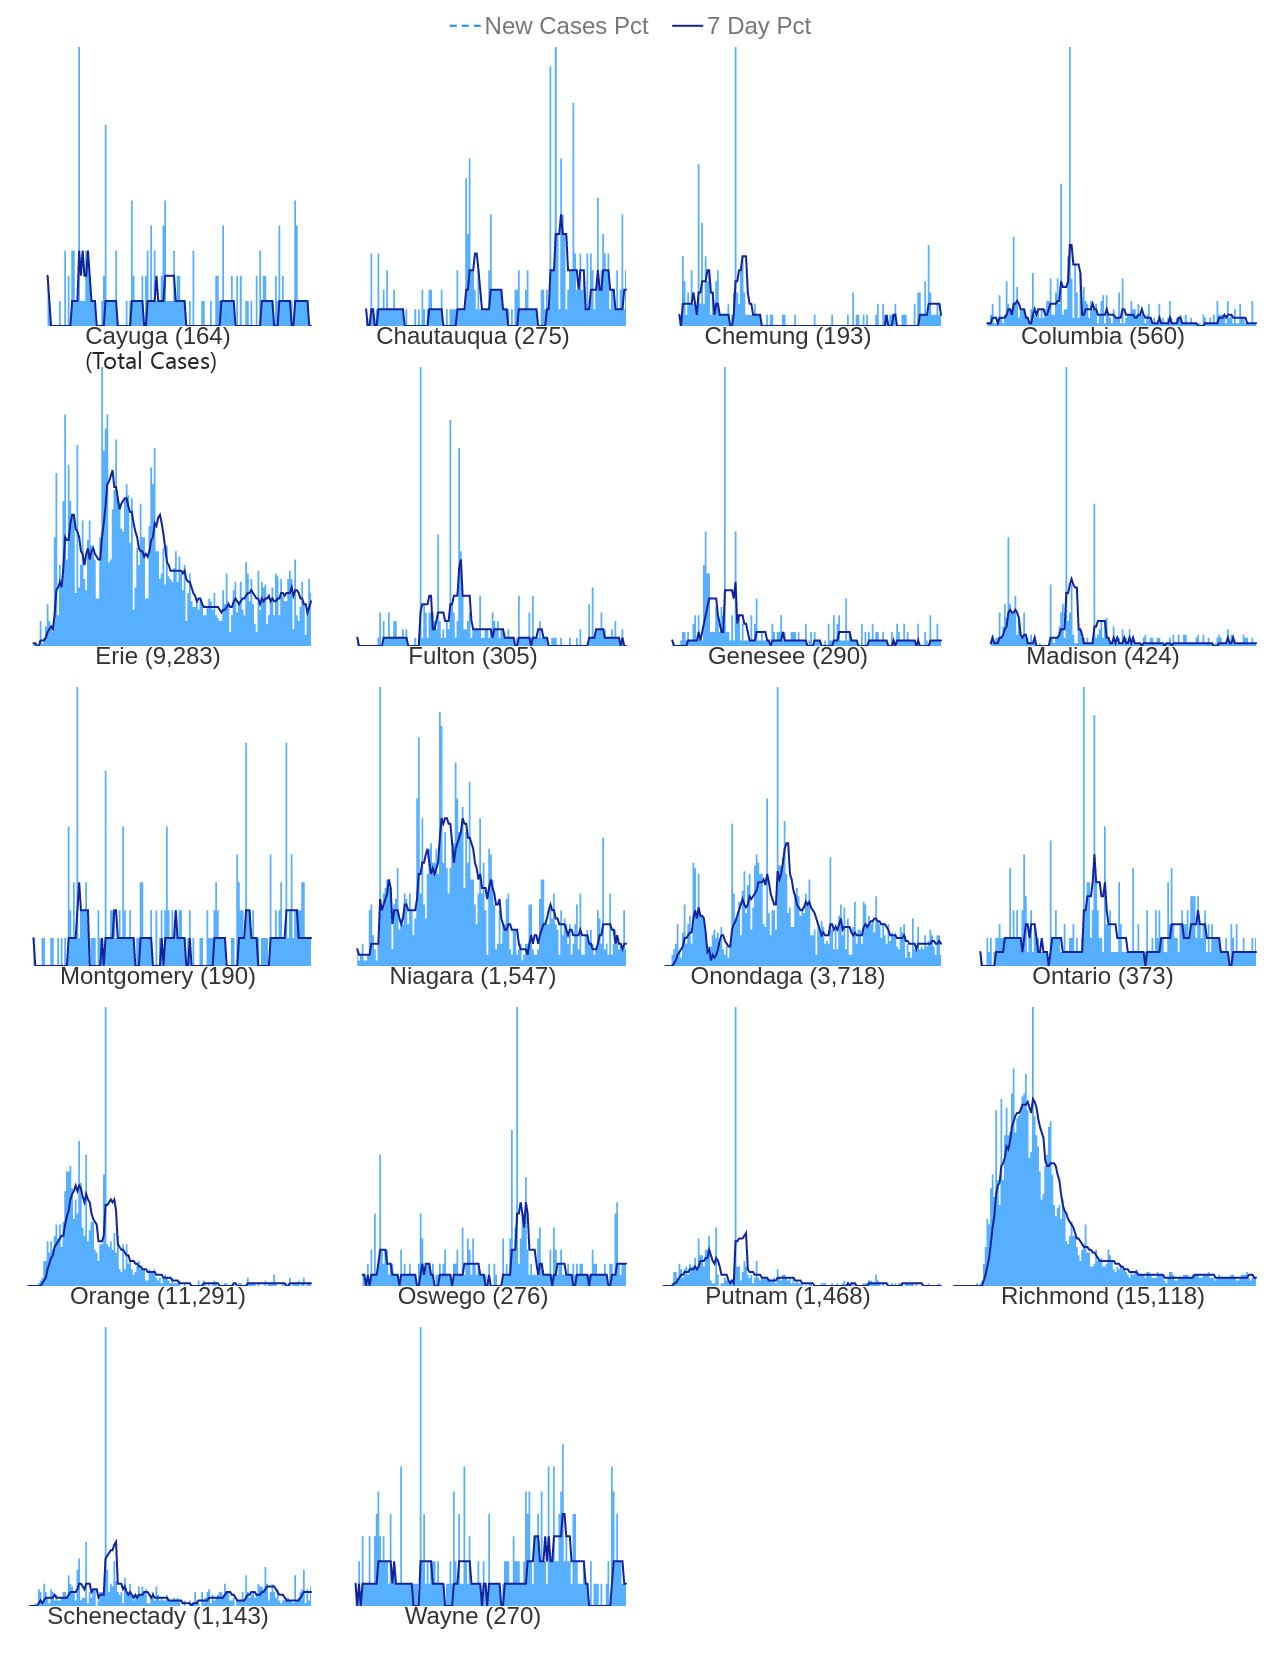 New Cases Pct 7 Day Pct
Cayuga (164) Chautauqua (275) Chemung (193) Columbia (560)
(Total Cases)
Erie (9,283) Fulton (305) Genesee (290) Madison (424)
Montgomery (190) Niagara (1,547) Onondaga (3,718) Ontario (373)
Orange (11,291) Oswego (276) Putnam (1,468) Richmond (15,118)
Schenectady (1,143) Wayne (270)